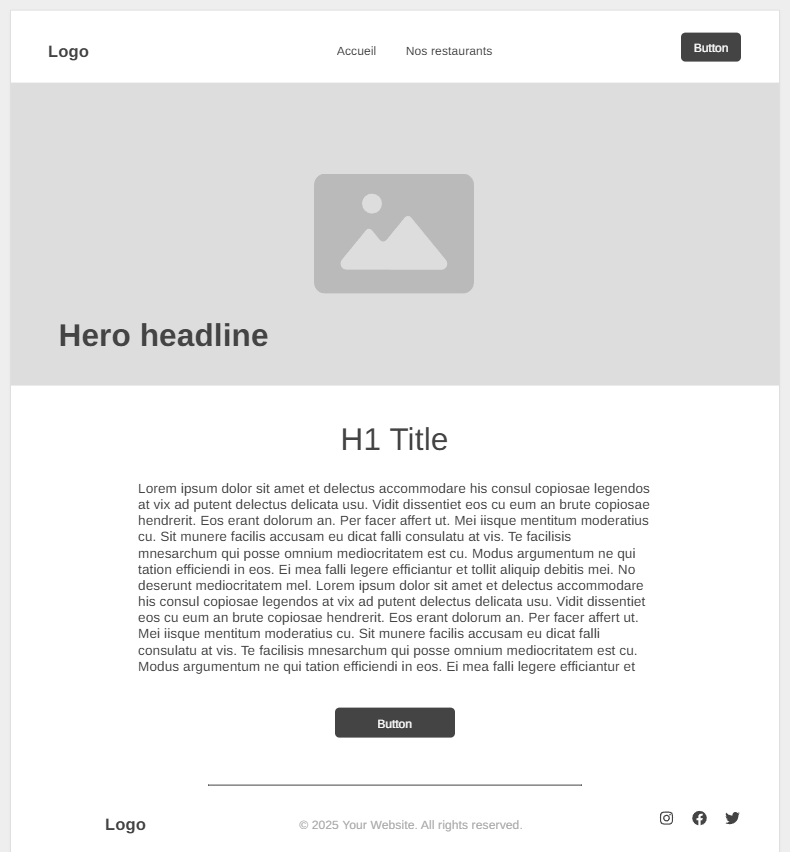 Logo
Accueil
Nos restaurants
Button
Hero headline
H1 Title
Lorem ipsum dolor sit amet et delectus accommodare his consul copiosae legendos
at vix ad putent delectus delicata usu. Vidit dissentiet eos cu eum an brute copiosae
hendrerit. Eos erant dolorum an. Per facer affert ut. Mei iisque mentitum moderatius
cu. Sit munere facilis accusam eu dicat falli consulatu at vis. Te facilisis
mnesarchum qui posse omnium mediocritatem est cu. Modus argumentum ne qui
tation efficiendi in eos. Ei mea falli legere efficiantur et tollit aliquip debitis mei. No
deserunt mediocritatem mel. Lorem ipsum dolor sit amet et delectus accommodare
his consul copiosae legendos at vix ad putent delectus delicata usu. Vidit dissentiet
eos cu eum an brute copiosae hendrerit. Eos erant dolorum an. Per facer affert ut.
Mei iisque mentitum moderatius cu. Sit munere facilis accusam eu dicat falli
consulatu at vis. Te facilisis mnesarchum qui posse omnium mediocritatem est cu.
Modus argumentum ne qui tation efficiendi in eos. Ei mea falli legere efficiantur et
Button
Logo
© 2025 Your Website. All rights reserved.